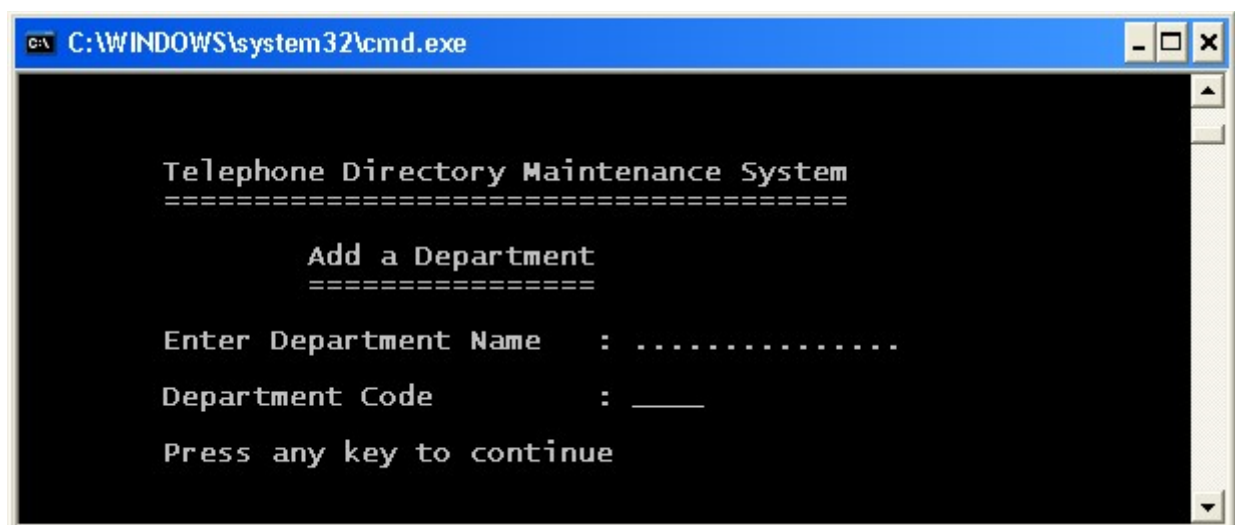 C:\WINDOWS\system32\cmd.exe
Telephone Directory Maintenance System
======================================
Add a Department
================
Enter Department Name : ...............
Department Code : ____
Press any key to continue